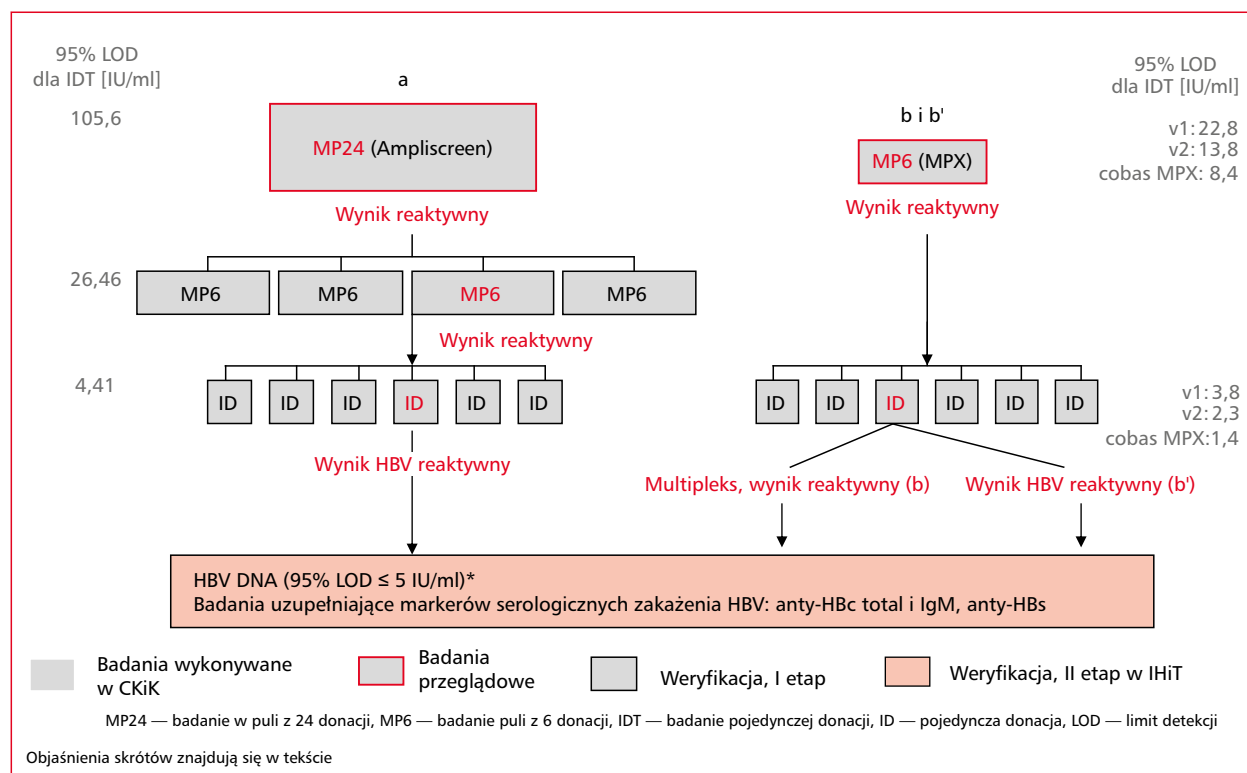 95% LOD
dla IDT [IU/ml]
105,6
a
MP24 (Ampliscreen)
Wynik reaktywny
26,46
MP6
MP6
MP6
MP6
Wynik reaktywny
4,41
ID
ID
ID
ID
ID
ID
Wynik HBV reaktywny
95% LOD
dla IDT [IU/ml]
b i b'
v1: 22,8
v2: 13,8
cobas MPX: 8,4
MP6 (MPX)
Wynik reaktywny
ID
ID
ID
ID
ID
ID
v1: 3,8
v2: 2,3
cobas MPX:1,4
Multipleks, wynik reaktywny (b)
Wynik HBV reaktywny (b')
HBV DNA (95% LOD ≤ 5 IU/ml)*
Badania uzupełniające markerów serologicznych zakażenia HBV: anty-HBc total i IgM, anty-HBs
Badania wykonywane
w CKiK
Badania
przeglądowe
Weryfikacja, I etap
Weryfikacja, II etap w IHiT
MP24 — badanie w puli z 24 donacji, MP6 — badanie puli z 6 donacji, IDT — badanie pojedynczej donacji, ID — pojedyncza donacja, LOD — limit detekcji
Objaśnienia skrótów znajdują się w tekście